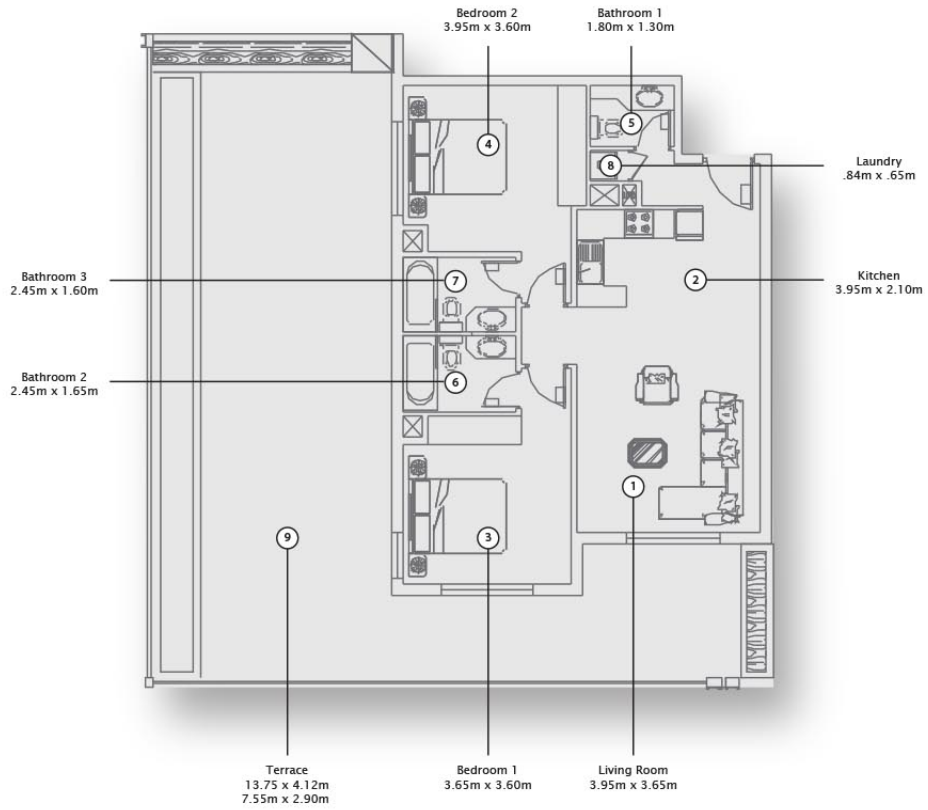 Bedroom 2
3.95m x 3.60m
Bathroom 1
1.80m x 1.30m
5
4
8
Laundry
.84m x .65m
Bathroom 3
2.45m x 1.60m
7
2
Kitchen
3.95m x 2.10m
Bathroom 2
2.45m x 1.65m
6
1
9
3
Terrace
13.75 x 4.12m
7.55m x 2.90m
Bedroom 1
3.65m x 3.60m
Living Room
3.95m x 3.65m